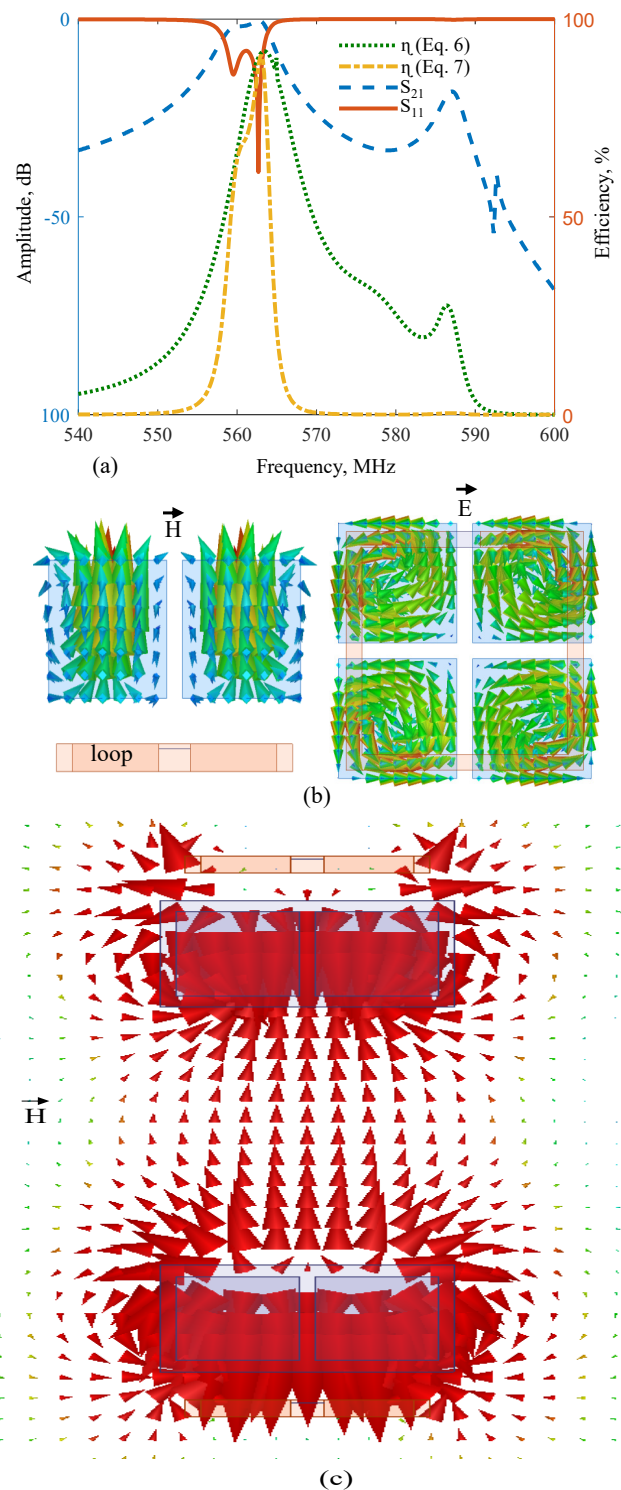 0
100
η (Eq. 6)
η (Eq. 7)
S21
S11
Amplitude, dB
-50
50
Efficiency, %
100
0
540
550
560
570
580
590
600
(a)
Frequency, MHz
H
E
loop
(b)
H
(c)